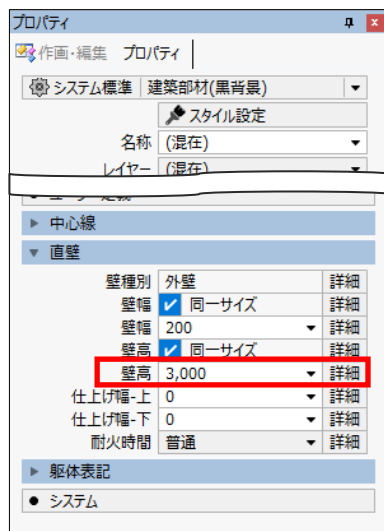 プロパティ
作画・編集 プロパティ
システム標準 建築部材(黒背景)
スタイル設定
名称 (混在)
レイヤー (混在)
中心線
直壁
壁種別 外壁 詳細
壁幅 同一サイズ 詳細
壁幅 200 詳細
壁高 同一サイズ 詳細
壁高 3,000 詳細
仕上げ幅-上 0 詳細
仕上げ幅-下 0 詳細
耐火時間 普通 詳細
躯体表記
システム